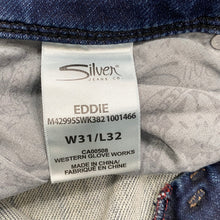 Silver
JEANS CO.
EDDIE
M42995SWK382 1001466
W31/L32
CA00508
WESTERN GLOVE WORKS
MADE IN CHINA/
FABRIQUÉ EN CHINE